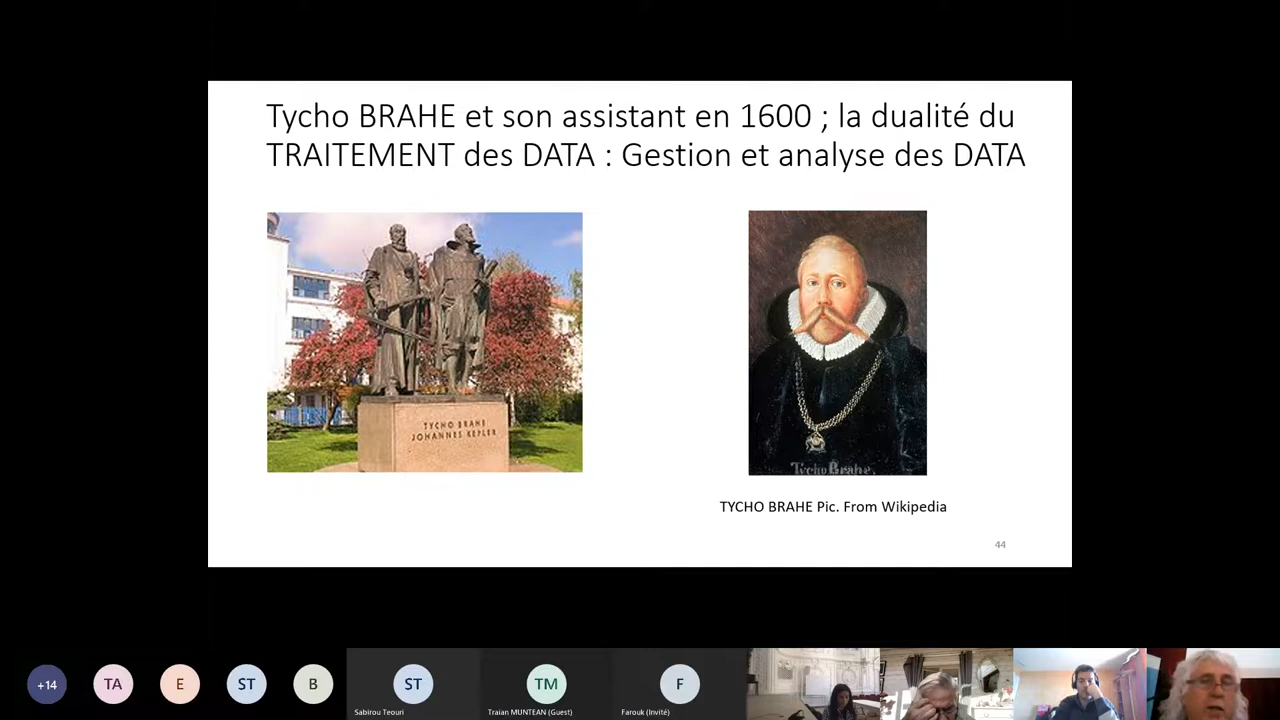 Tycho BRAHE et son assistant en 1600 ; la dualité du
TRAITEMENT des DATA : Gestion et analyse des DATA
TYCHO BRAHE
JOHANNES KEPLER
Tycho Brahe.
TYCHO BRAHE Pic. From Wikipedia
44
+14
TA
E
ST
B
ST
TM
F
Sabirou Teouri
Traian MUNTEAN (Guest)
Farouk (Invité)